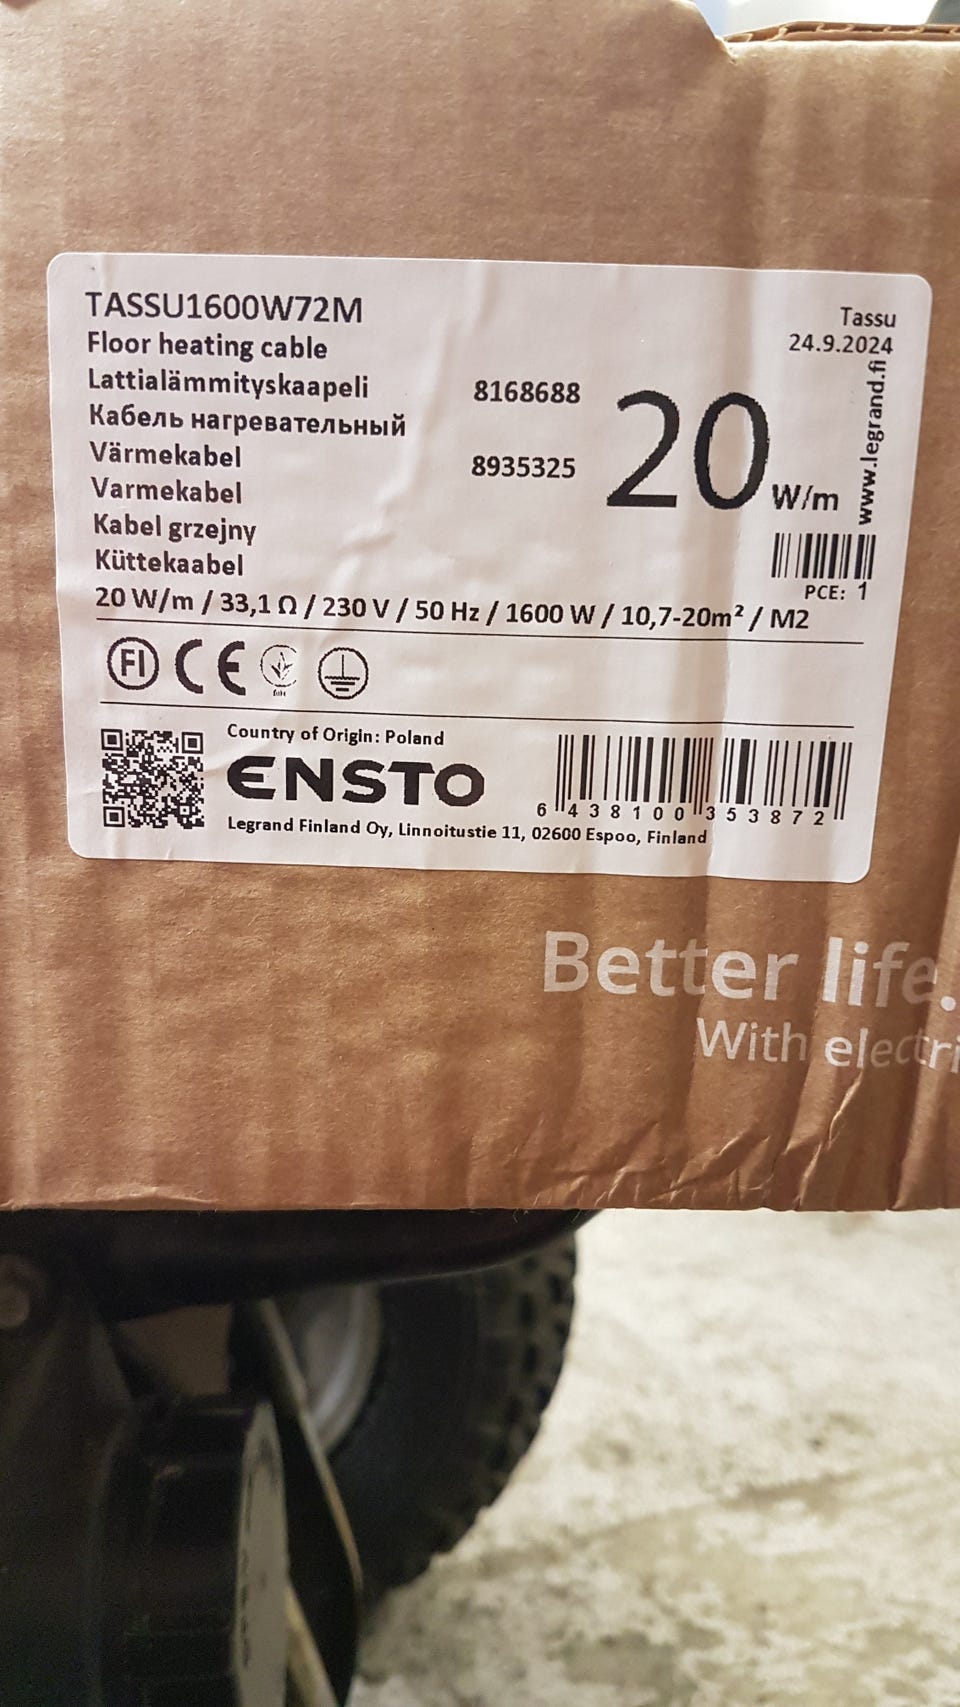 TASSU1600W72M
Tassu
24.9.2024
Floor heating cable
Lattialämmityskaapeli 8168688
Кабель нагревательный
Värmekabel 8935325
Varmekabel
Kabel grzejny
Küttekaabel
20 W/m
www.legrand.fi
PCE: 1
20 W/m / 33,1 Ω / 230 V / 50 Hz / 1600 W / 10,7-20m² / M2
FI CE
Country of Origin: Poland
ENSTO
Legrand Finland Oy, Linnoitustie 11, 02600 Espoo, Finland
6 438100 353872
Better life.
With electri